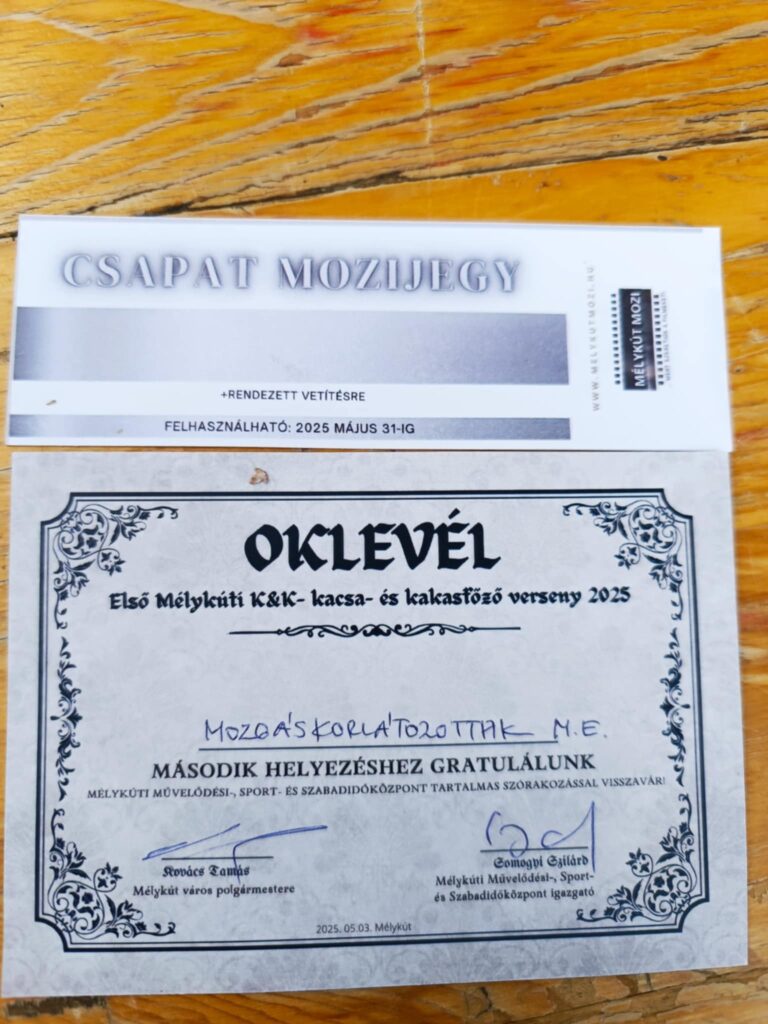 CSAPAT MOZIJEGY
+RENDEZETT VETÍTÉSRE
FELHASZNÁLHATÓ: 2025 MÁJUS 31-IG
WWW.MELYKUTMOZI.HU
MÉLYKÚT MOZI
OKLEVÉL
Első Mélykúti K&K- kacsa- és kakasfőző verseny 2025
MOZGÁSKORLÁTOZOTTAK M.E.
MÁSODIK HELYEZÉSHEZ GRATULÁLUNK
MÉLYKÚTI MŰVELŐDÉSI-, SPORT- ÉS SZABADIDŐKÖZPONT TARTALMAS SZÓRAKOZÁSSAL VISSZAVÁR!
Kovács Tamás
Mélykút város polgármestere
Somogyi Szilárd
Mélykúti Művelődési-, Sport-
és Szabadidőközpont igazgató
2025. 05.03. Mélykút